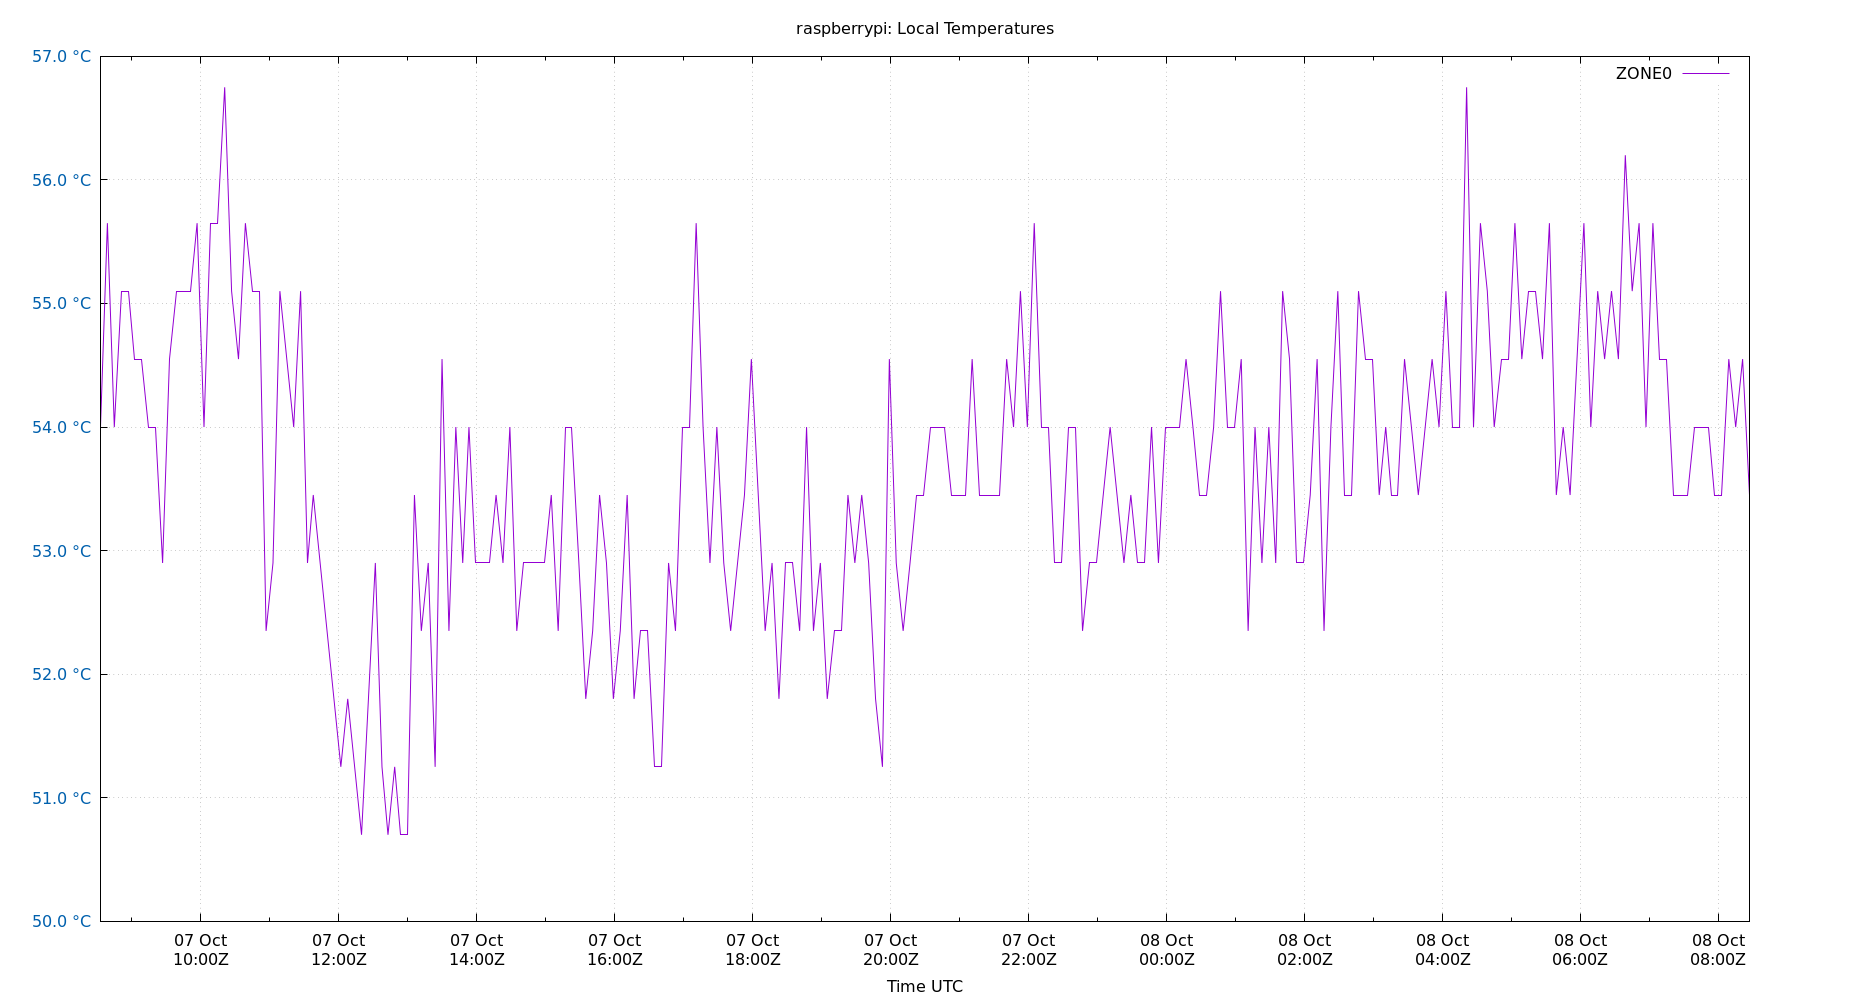 raspberrypi: Local Temperatures
57.0 °C
ZONE0
56.0 °C
55.0 °C
54.0 °C
53.0 °C
52.0 °C
51.0 °C
50.0 °C
07 Oct 07 Oct 07 Oct 07 Oct 07 Oct 07 Oct 07 Oct 08 Oct 08 Oct 08 Oct 08 Oct 08 Oct
10:00Z 12:00Z 14:00Z 16:00Z 18:00Z 20:00Z 22:00Z 00:00Z 02:00Z 04:00Z 06:00Z 08:00Z
Time UTC